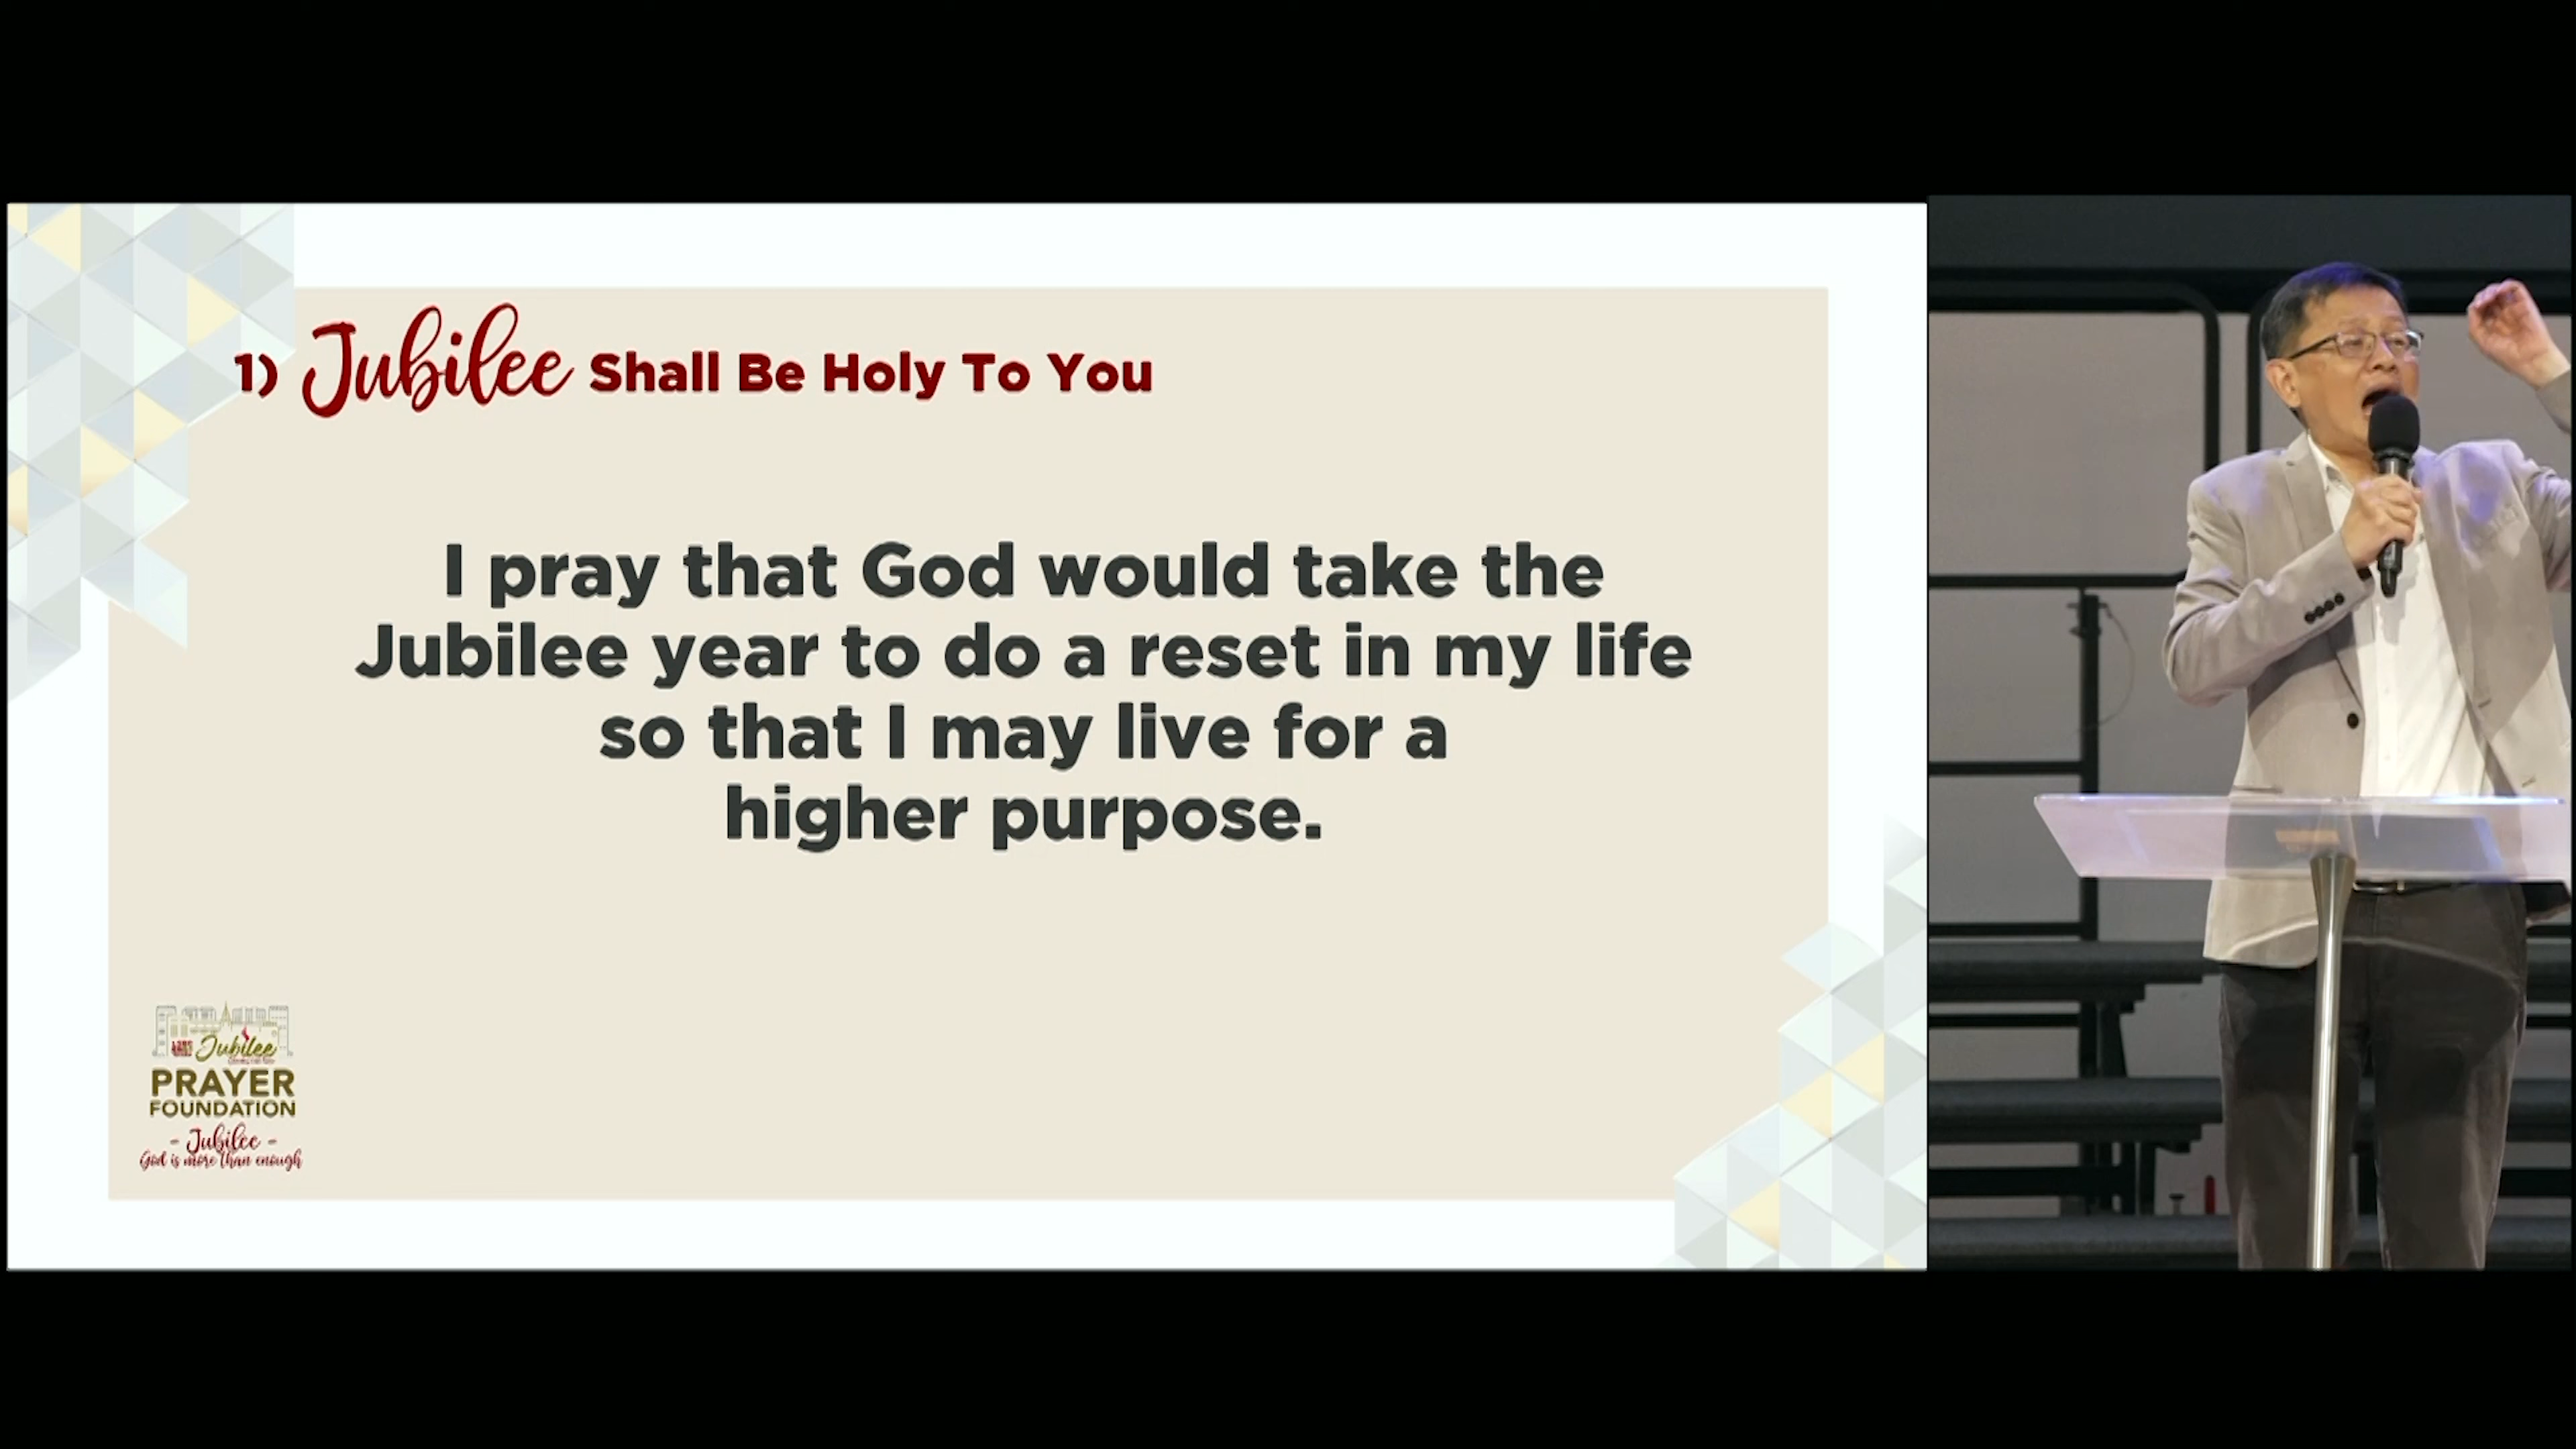 1) Jubilee Shall Be Holy To You
I pray that God would take the
Jubilee year to do a reset in my life
so that I may live for a
higher purpose.
Jubilee
PRAYER
FOUNDATION
- Jubilee -
God is more than enough